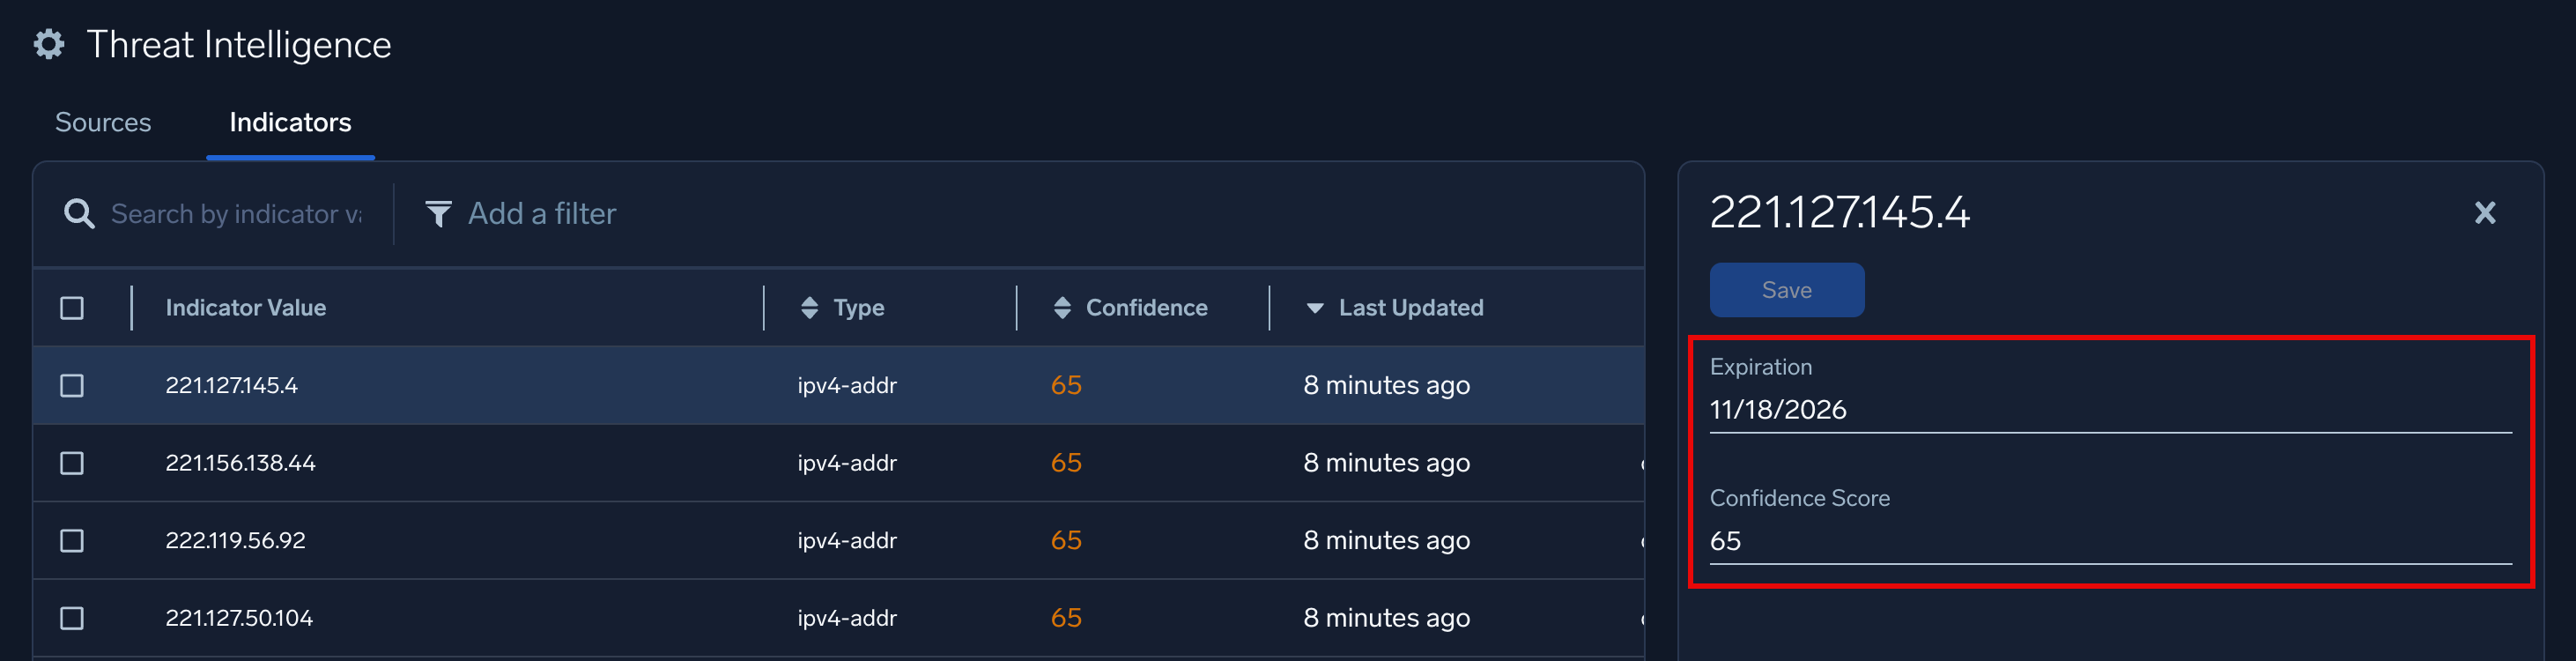 Threat Intelligence
Sources Indicators
Search by indicator Add a filter
Indicator Value Type Confidence Last Updated
221.127.145.4 ipv4-addr 65 8 minutes ago
221.156.138.44 ipv4-addr 65 8 minutes ago
222.119.56.92 ipv4-addr 65 8 minutes ago
221.127.50.104 ipv4-addr 65 8 minutes ago
221.127.145.4
Save
Expiration
11/18/2026
Confidence Score
65